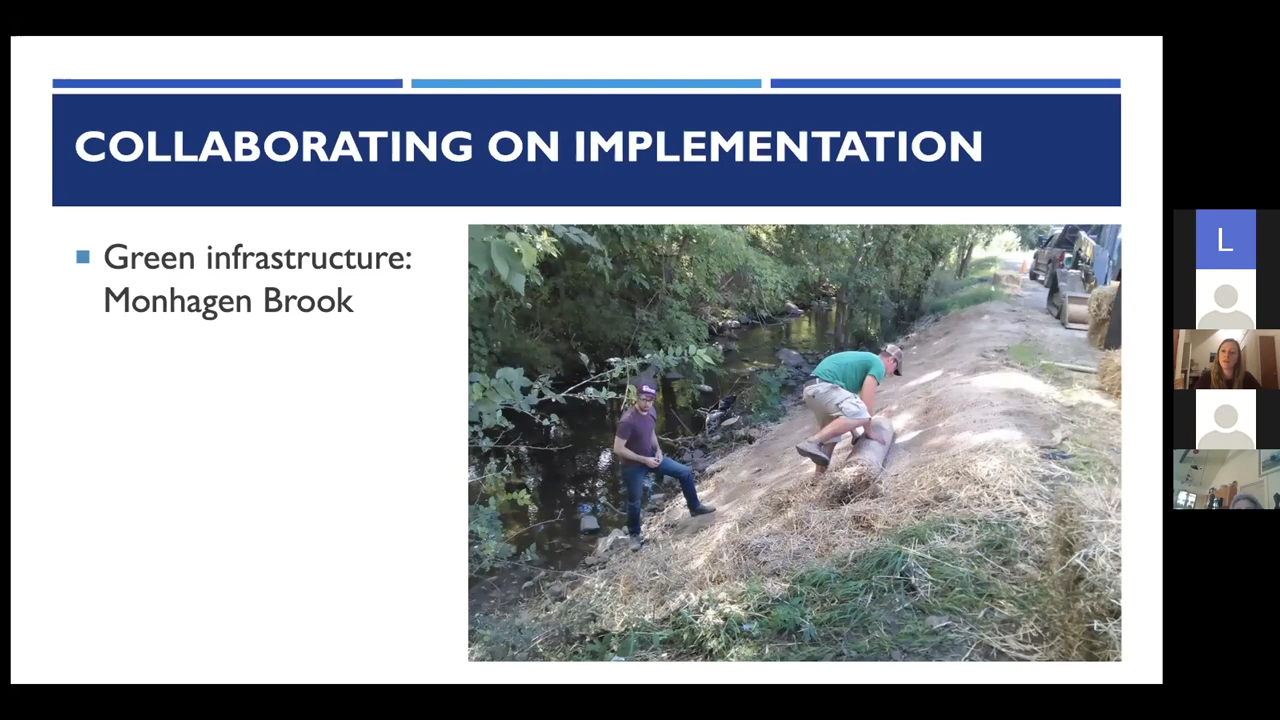 COLLABORATING ON IMPLEMENTATION
Green infrastructure:
Monhagen Brook
L